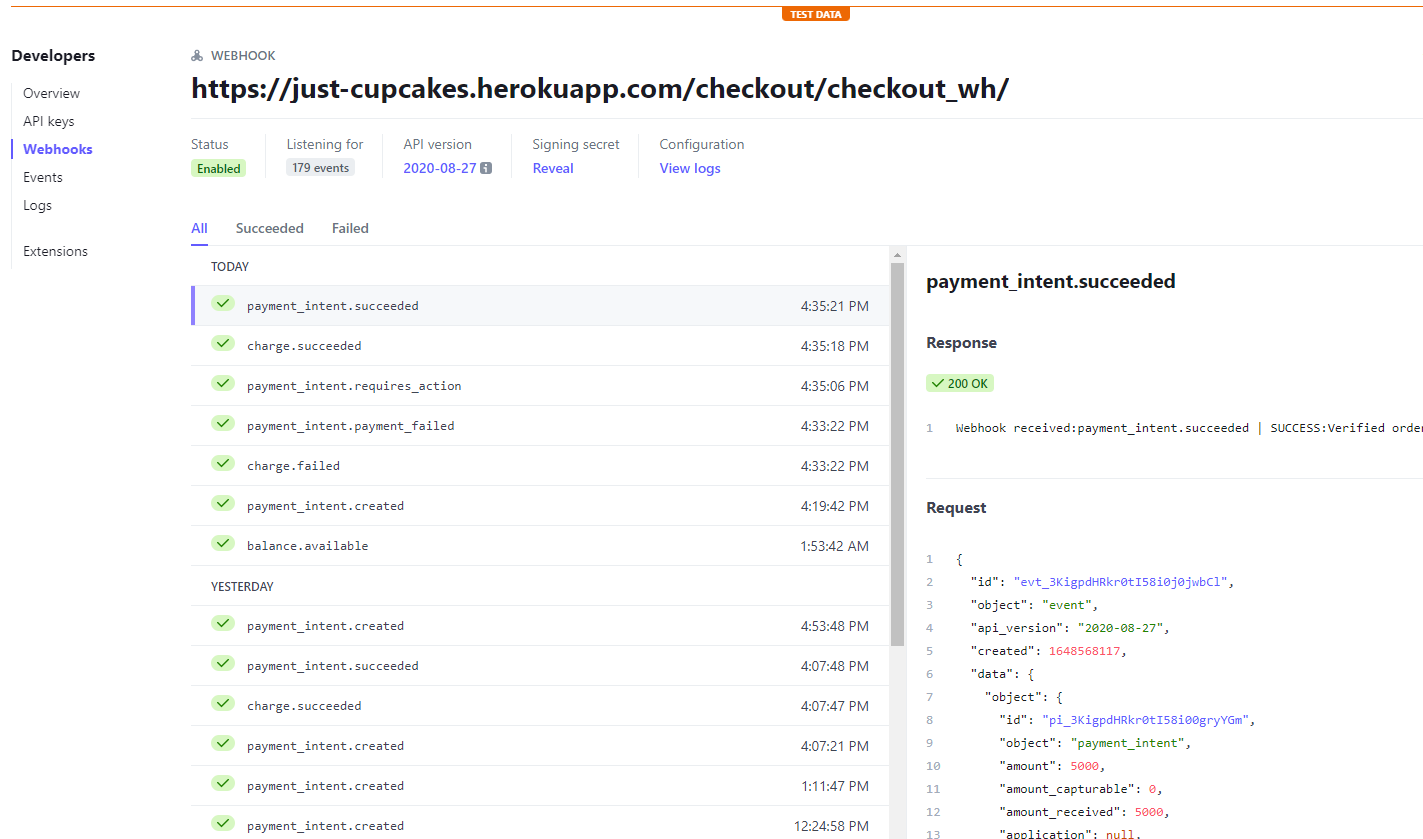 TEST DATA
Developers
Overview
API keys
Webhooks
Events
Logs
Extensions
WEBHOOK
https://just-cupcakes.herokuapp.com/checkout/checkout_wh/
Status
Enabled
Listening for
179 events
API version
2020-08-27
Signing secret
Reveal
Configuration
View logs
All Succeeded Failed
TODAY
payment_intent.succeeded 4:35:21 PM
charge.succeeded 4:35:18 PM
payment_intent.requires_action 4:35:06 PM
payment_intent.payment_failed 4:33:22 PM
charge.failed 4:33:22 PM
payment_intent.created 4:19:42 PM
balance.available 1:53:42 AM
YESTERDAY
payment_intent.created 4:53:48 PM
payment_intent.succeeded 4:07:48 PM
charge.succeeded 4:07:47 PM
payment_intent.created 4:07:21 PM
payment_intent.created 1:11:47 PM
payment_intent.created 12:24:58 PM
payment_intent.succeeded
Response
200 OK
1 Webhook received:payment_intent.succeeded | SUCCESS:Verified order
Request
1 {
2 "id": "evt_3KigpdHRkr0tI58i0j0jwbCl",
3 "object": "event",
4 "api_version": "2020-08-27",
5 "created": 1648568117,
6 "data": {
7 "object": {
8 "id": "pi_3KigpdHRkr0tI58i00gryYGm",
9 "object": "payment_intent",
10 "amount": 5000,
11 "amount_capturable": 0,
12 "amount_received": 5000,
13 "application": null,